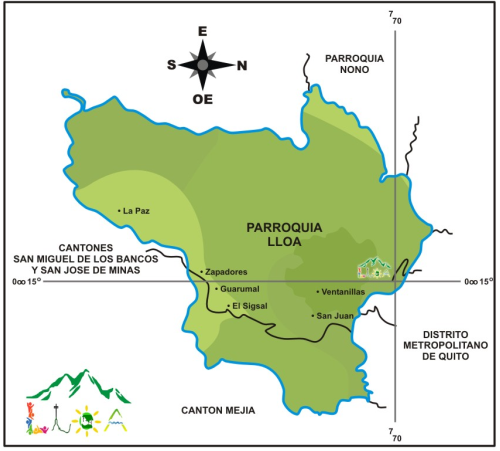 7
70
E
S
N
OE
PARROQUIA
NONO
La Paz
PARROQUIA
LLOA
CANTONES
SAN MIGUEL DE LOS BANCOS
Y SAN JOSE DE MINAS
Zapadores
0∞15°
0∞15°
Guarumal
Ventanillas
El Sigsal
San Juan
DISTRITO
METROPOLITANO
DE QUITO
CANTON MEJIA
LLOA
7
70